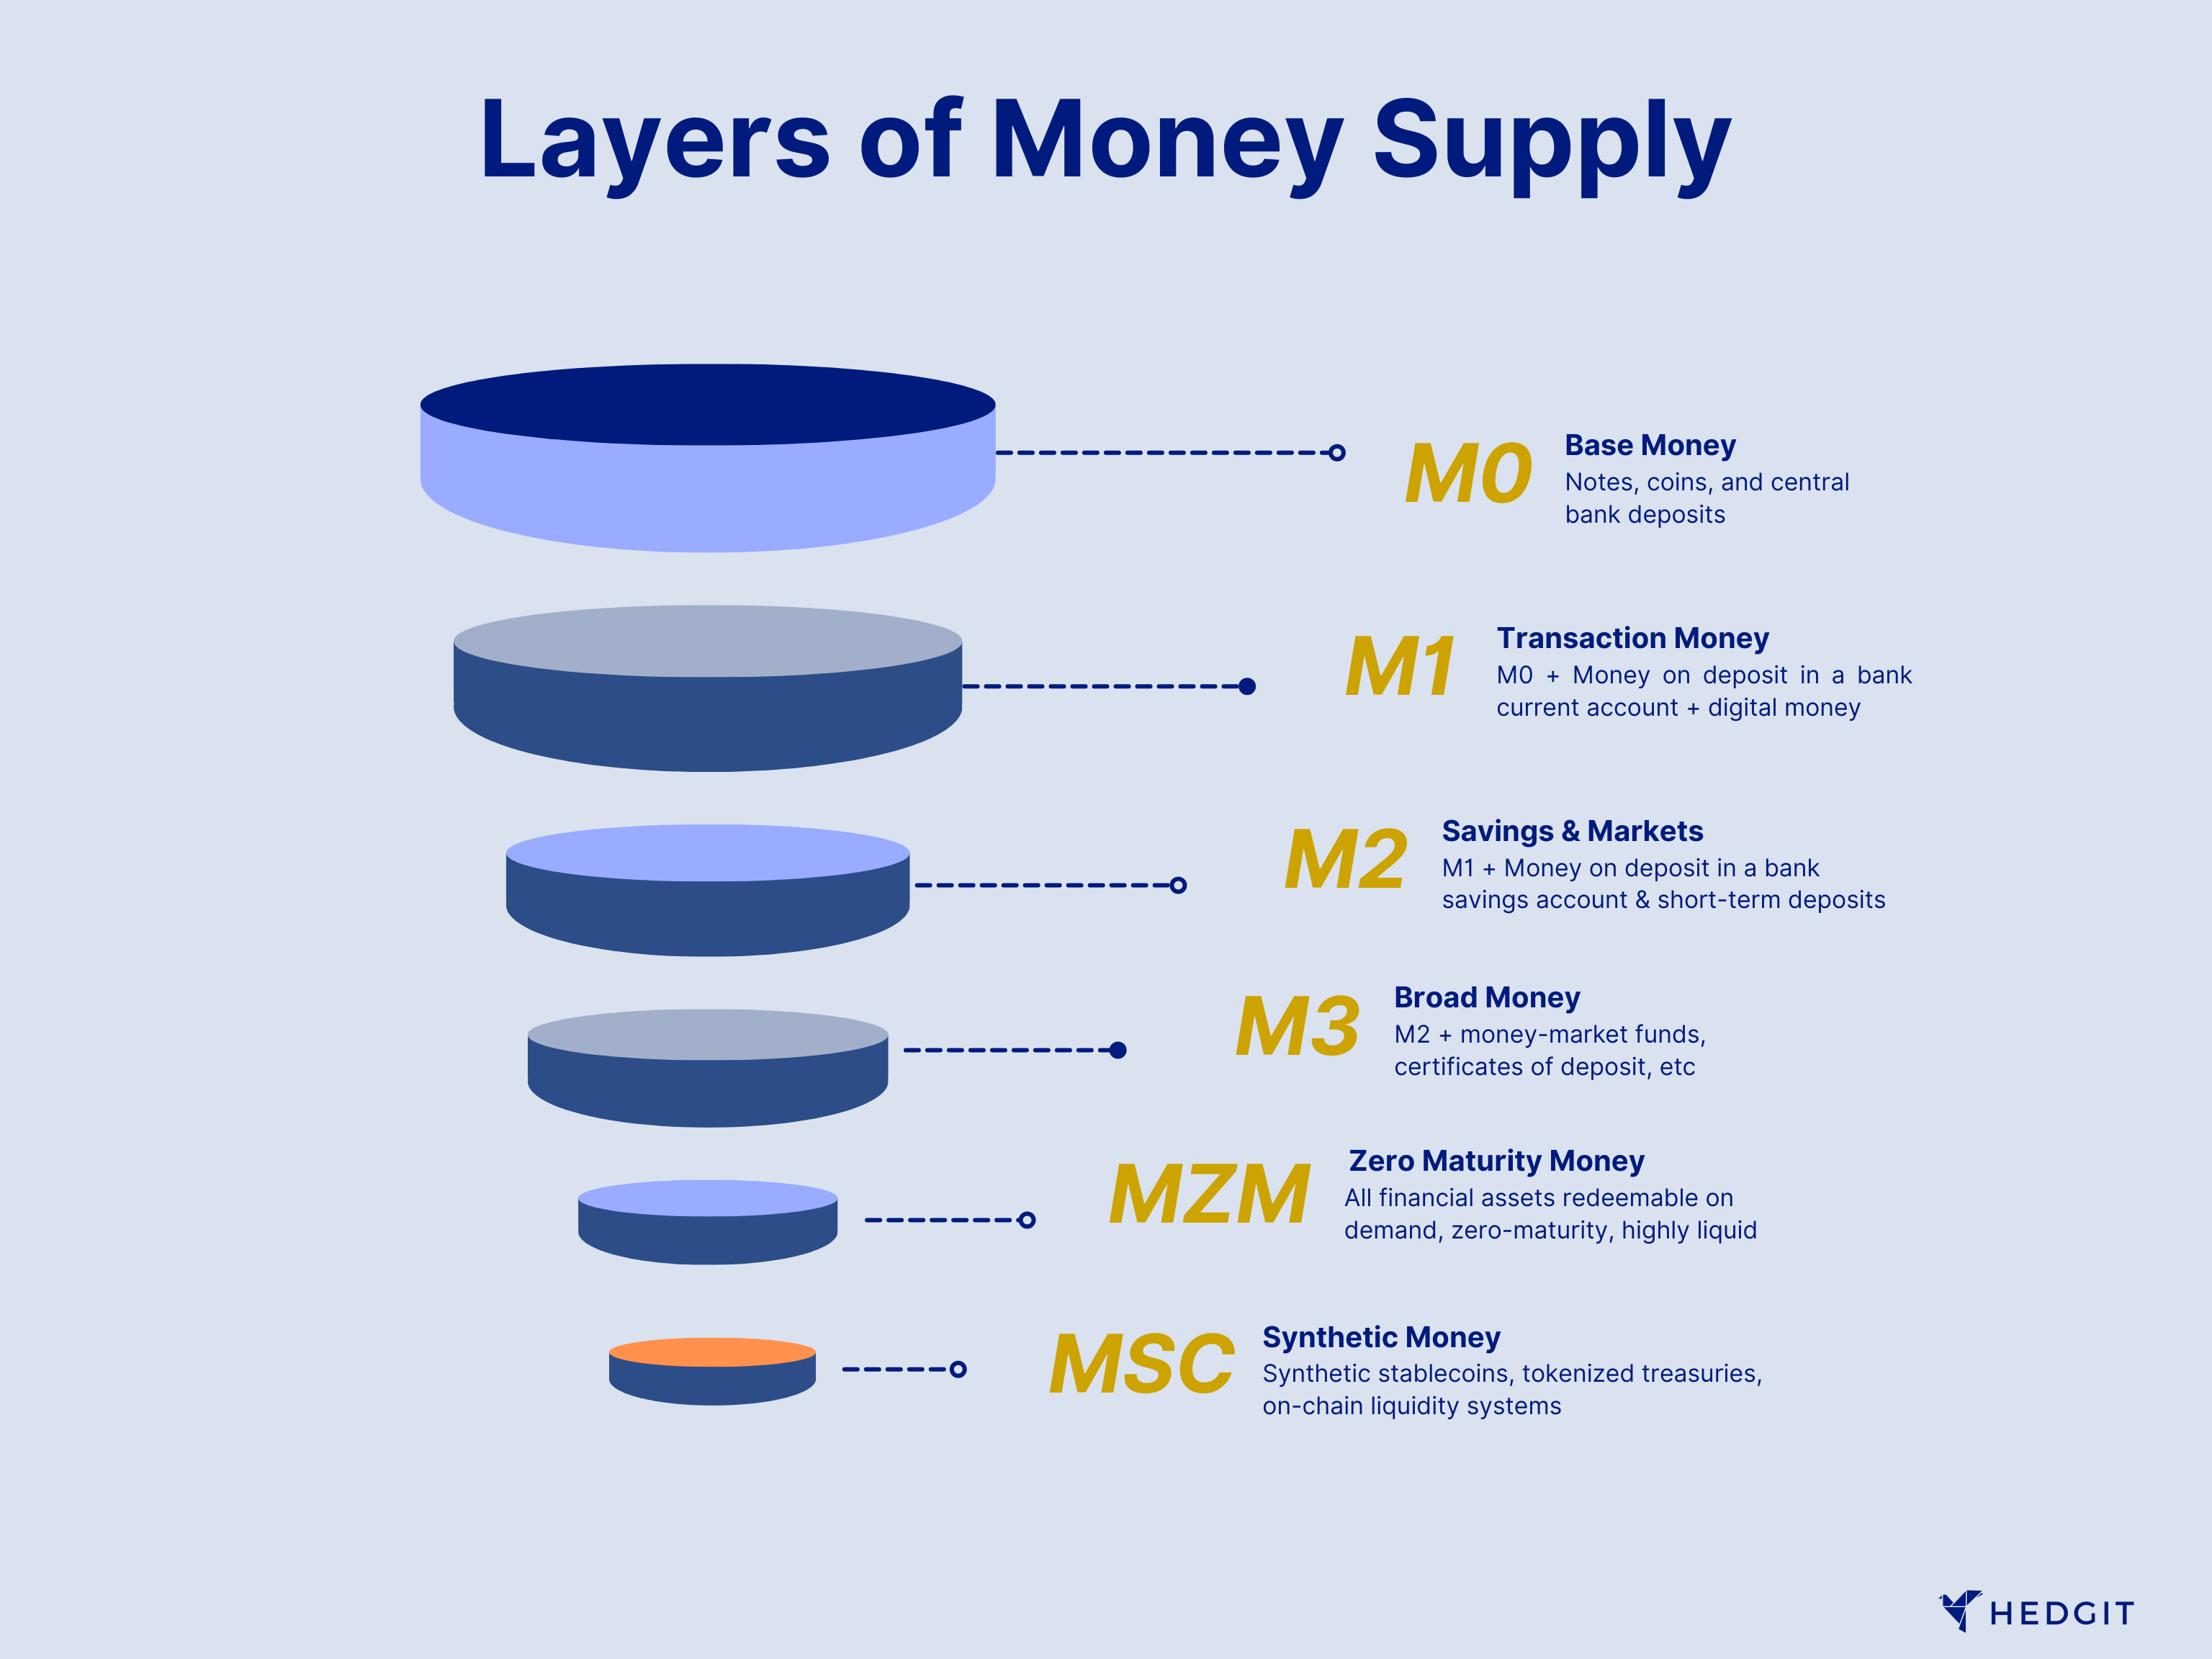 Layers of Money Supply
M0
Base Money
Notes, coins, and central
bank deposits
M1
Transaction Money
M0 + Money on deposit in a bank
current account + digital money
M2
Savings & Markets
M1 + Money on deposit in a bank
savings account & short-term deposits
M3
Broad Money
M2 + money-market funds,
certificates of deposit, etc
MZM
Zero Maturity Money
All financial assets redeemable on
demand, zero-maturity, highly liquid
MSC
Synthetic Money
Synthetic stablecoins, tokenized treasuries,
on-chain liquidity systems
HEDGIT